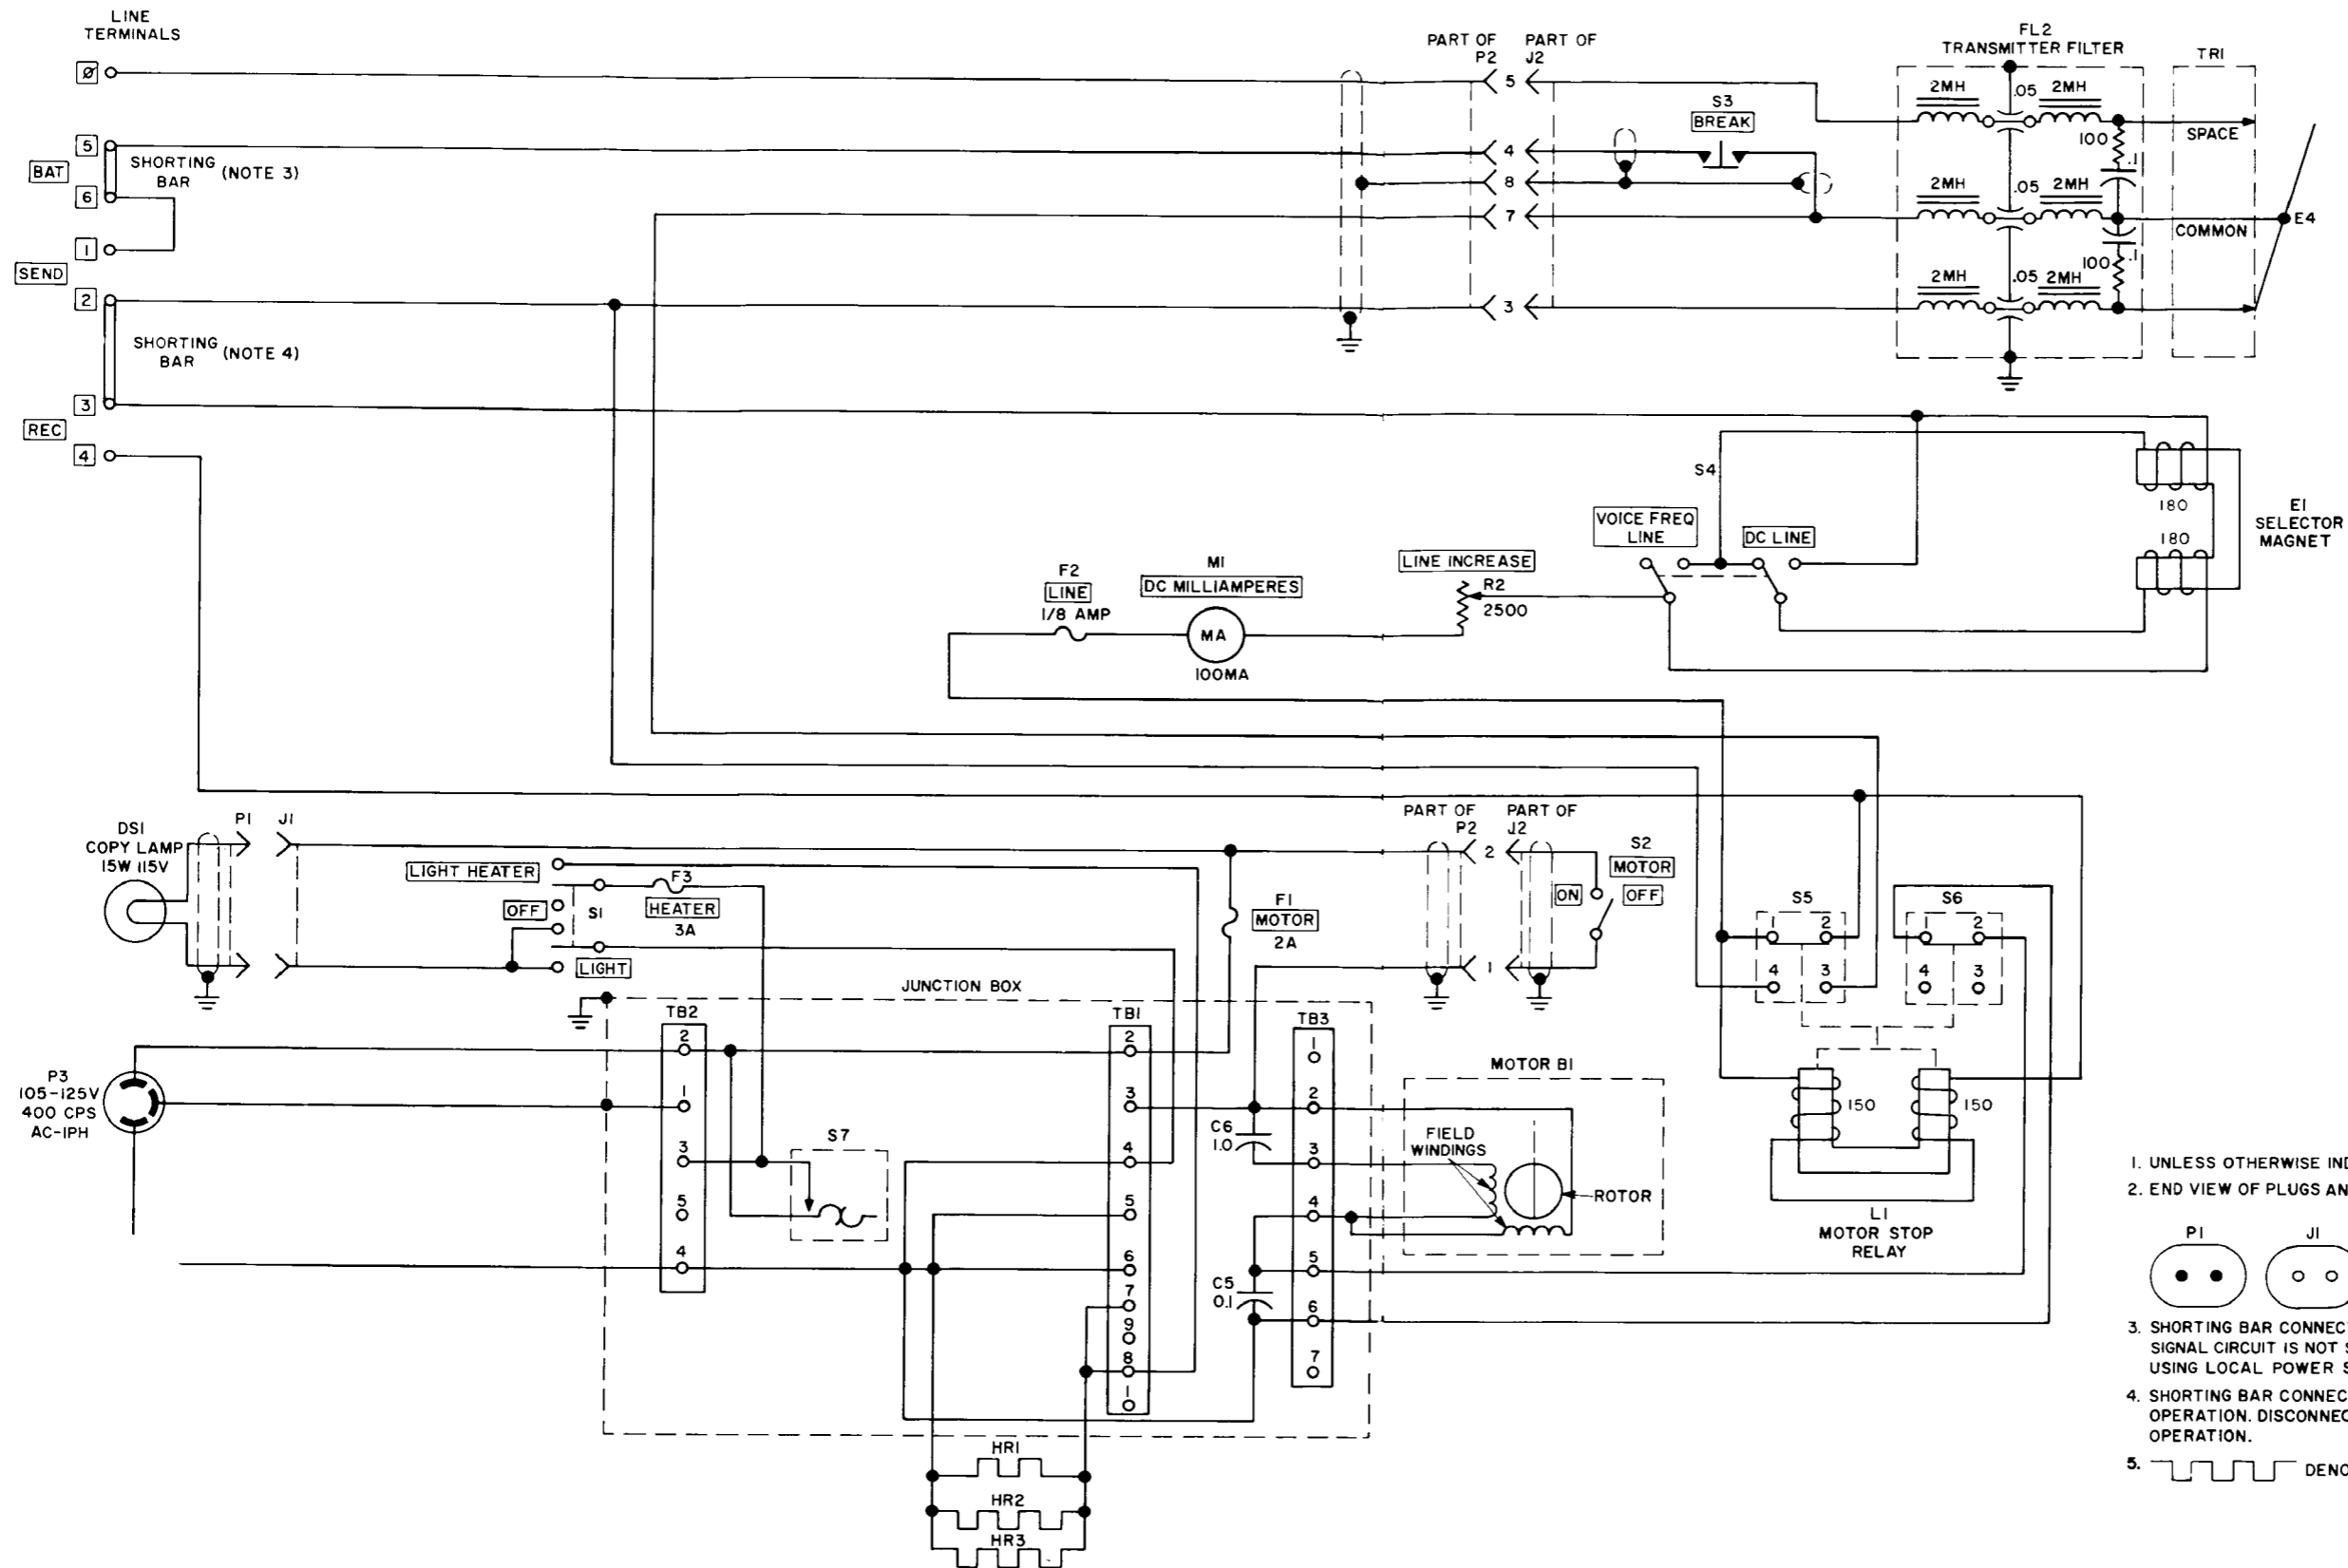 LINE
TERMINALS
Ø
5
BAT
6
SHORTING
BAR
(NOTE 3)
1
SEND
2
SHORTING
BAR
(NOTE 4)
3
REC
4
PART OF
P2
PART OF
J2
5
4
8
7
3
S3
BREAK
FL2
TRANSMITTER FILTER
2MH
.05
2MH
100
.1
2MH
.05
2MH
100
.1
2MH
.05
2MH
TR1
SPACE
COMMON
E4
S4
VOICE FREQ
LINE
DC LINE
180
180
E1
SELECTOR
MAGNET
F2
LINE
1/8 AMP
M1
DC MILLIAMPERES
MA
100MA
LINE INCREASE
R2
2500
DS1
COPY LAMP
15W 115V
P1
J1
LIGHT HEATER
OFF
S1
LIGHT
F3
HEATER
3A
F1
MOTOR
2A
PART OF
P2
PART OF
J2
2
1
S2
MOTOR
ON
OFF
S5
1
2
4
3
S6
1
2
4
3
JUNCTION BOX
P3
105-125V
400 CPS
AC-1PH
TB2
2
1
3
5
4
S7
TB1
2
3
4
5
6
7
9
8
1
C6
1.0
C5
0.1
TB3
1
2
3
4
5
6
7
MOTOR B1
FIELD
WINDINGS
ROTOR
150
150
L1
MOTOR STOP
RELAY
HR1
HR2
HR3
1. UNLESS OTHERWISE IND
2. END VIEW OF PLUGS AN
P1
J1
3. SHORTING BAR CONNEC
SIGNAL CIRCUIT IS NOT S
USING LOCAL POWER S
4. SHORTING BAR CONNEC
OPERATION. DISCONNEC
OPERATION.
5.
DENO